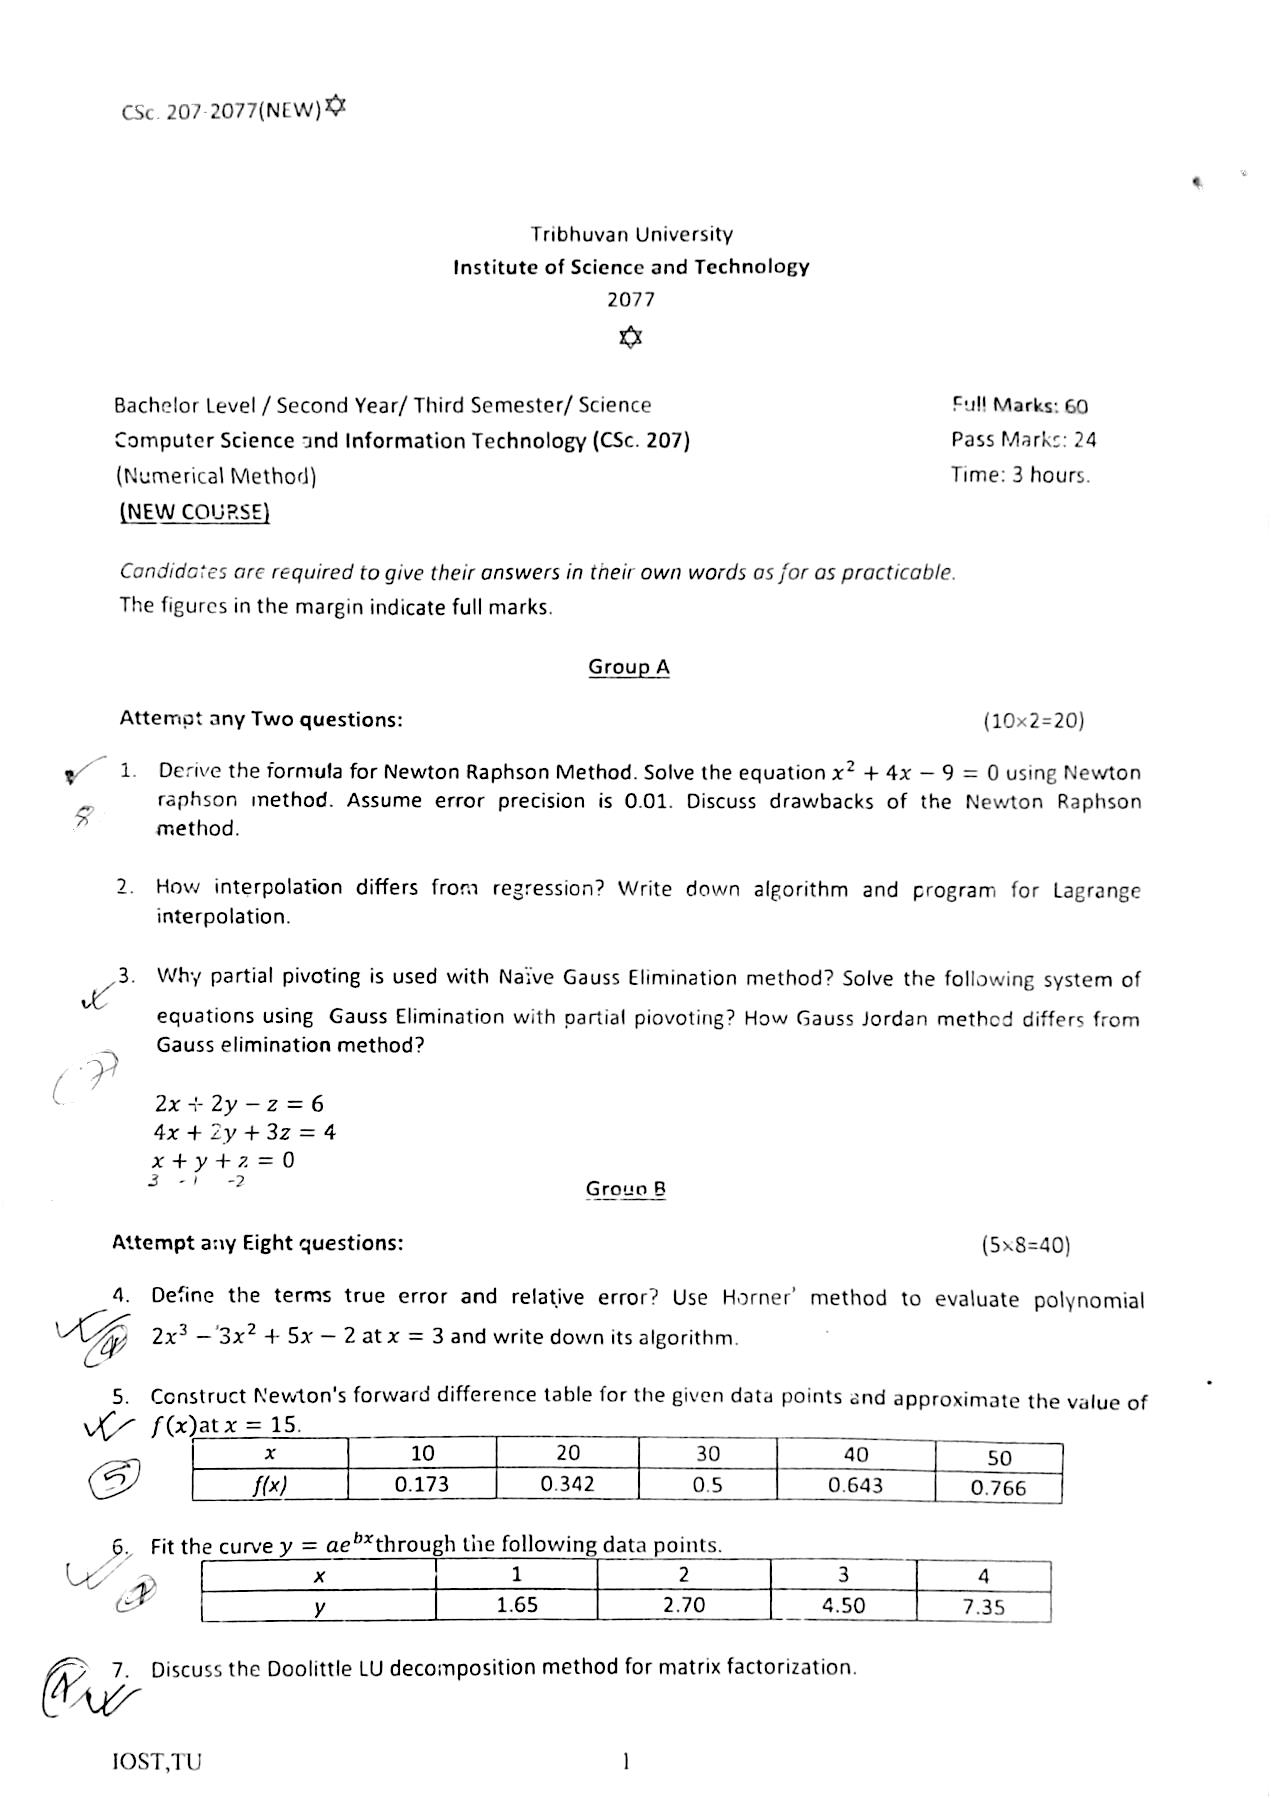 CSc. 207-2077(NEW)✡
Tribhuvan University
Institute of Science and Technology
2077
✡
Bachelor Level / Second Year/ Third Semester/ Science
Full Marks: 60
Computer Science and Information Technology (CSc. 207)
Pass Marks: 24
(Numerical Method)
Time: 3 hours.
(NEW COURSE)
Candidates are required to give their answers in their own words as for as practicable.
The figures in the margin indicate full marks.
Group A
Attempt any Two questions: (10×2=20)
1. Derive the formula for Newton Raphson Method. Solve the equation x² + 4x − 9 = 0 using Newton
raphson method. Assume error precision is 0.01. Discuss drawbacks of the Newton Raphson
method.
8
2. How interpolation differs from regression? Write down algorithm and program for Lagrange
interpolation.
3. Why partial pivoting is used with Naïve Gauss Elimination method? Solve the following system of
equations using Gauss Elimination with partial piovoting? How Gauss Jordan method differs from
Gauss elimination method?
2x + 2y − z = 6
4x + 2y + 3z = 4
x + y + z = 0
3 -1 -2
Group B
Attempt any Eight questions: (5×8=40)
4. Define the terms true error and relative error? Use Horner' method to evaluate polynomial
2x³ − 3x² + 5x − 2 at x = 3 and write down its algorithm.
5. Construct Newton's forward difference table for the given data points and approximate the value of
f(x)at x = 15.
x 10 20 30 40 50
5
f(x) 0.173 0.342 0.5 0.643 0.766
6. Fit the curve y = ae^bx through the following data points.
x 1 2 3 4
y 1.65 2.70 4.50 7.35
7. Discuss the Doolittle LU decomposition method for matrix factorization.
IOST,TU 1